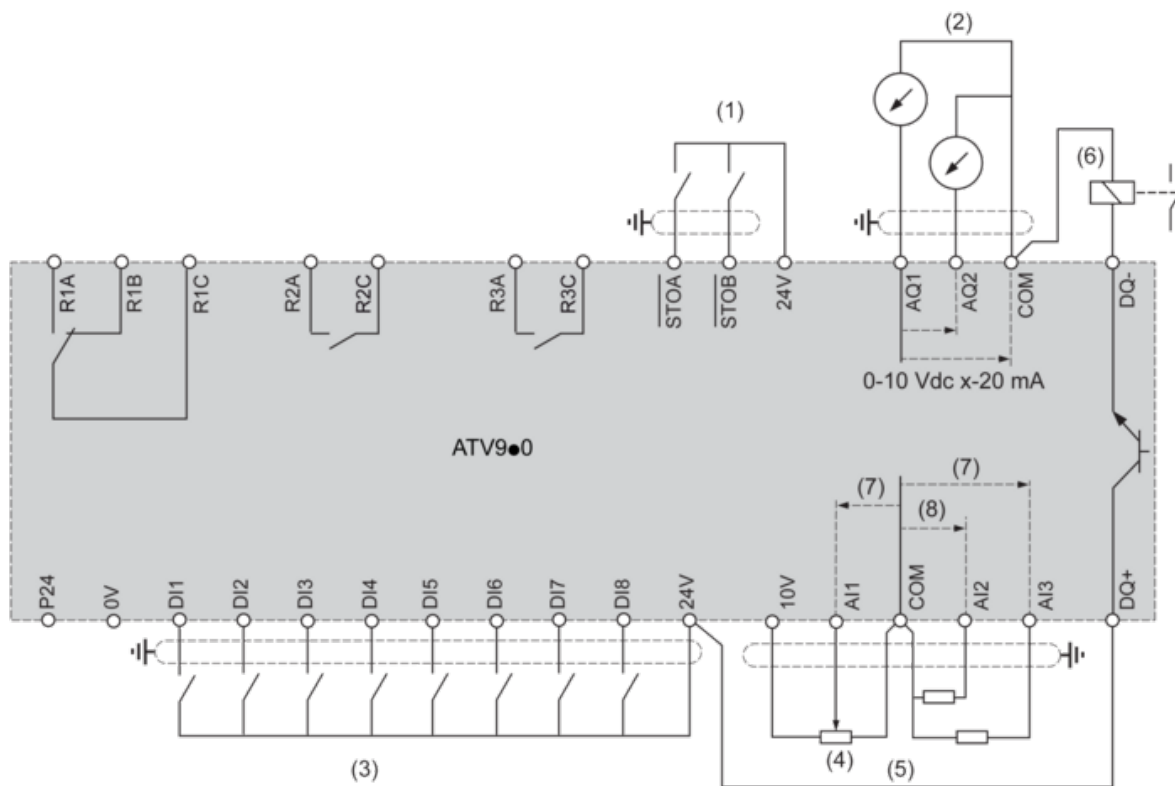 (2)
(1)
(6)
R1A
R1B
R1C
R2A
R2C
R3A
R3C
STOA
STOB
24V
AQ1
AQ2
COM
DQ-
0-10 Vdc x-20 mA
ATV9●0
(7)
(7)
(8)
P24
0V
DI1
DI2
DI3
DI4
DI5
DI6
DI7
DI8
24V
10V
AI1
COM
AI2
AI3
DQ+
(3)
(4)
(5)